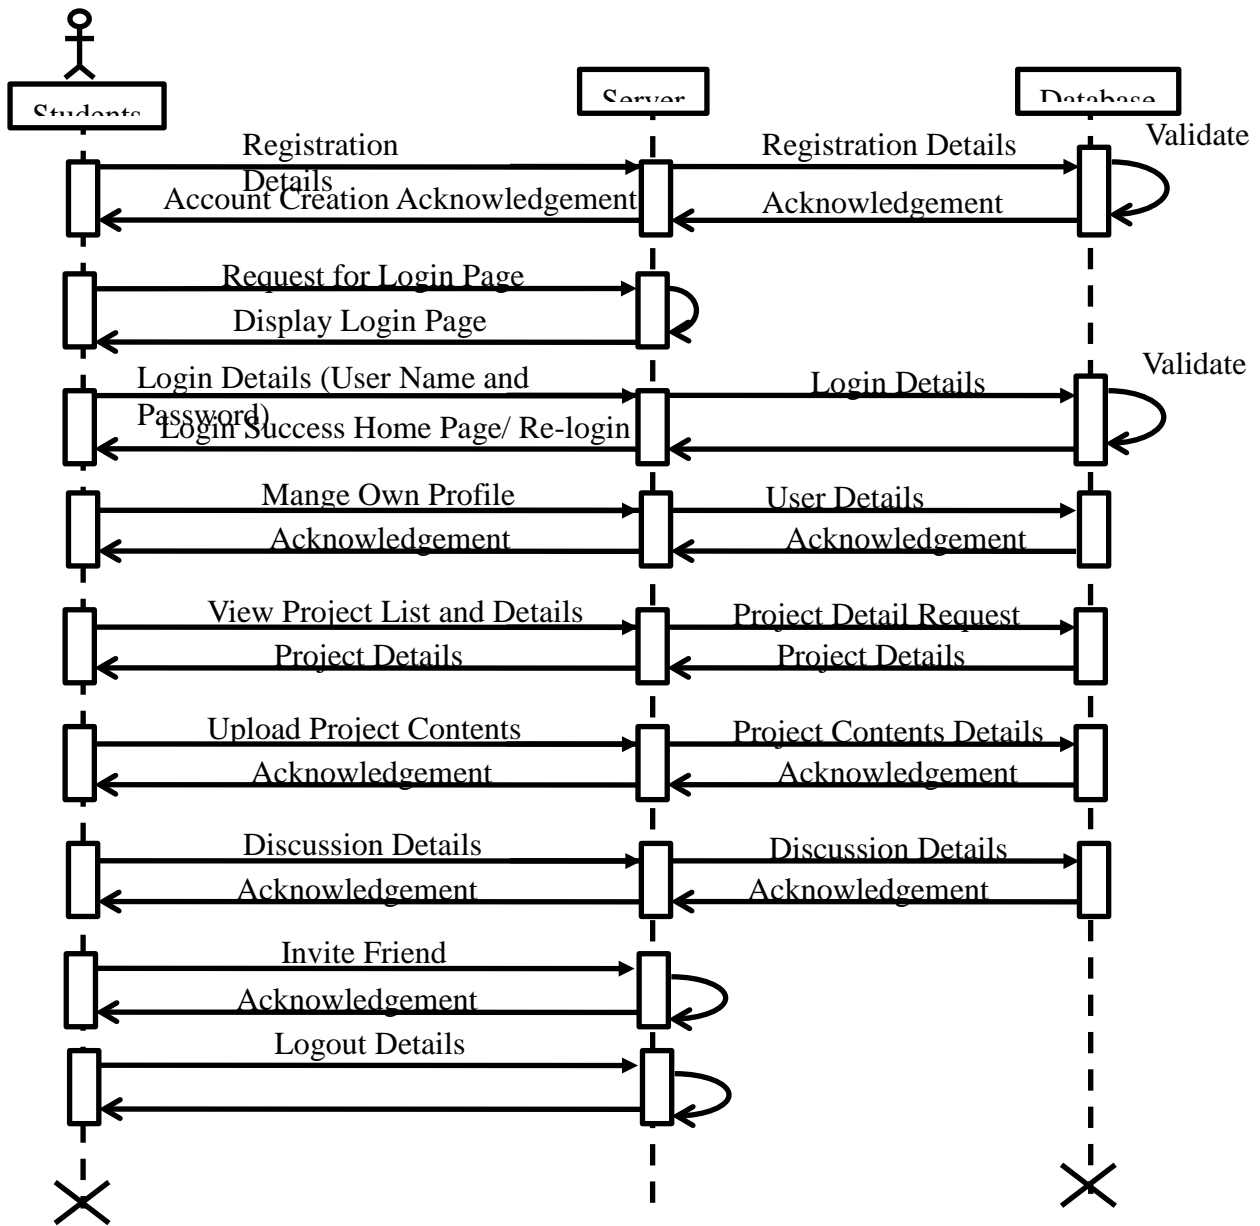 Students
Server
Database
Validate
Registration
Details
Registration Details
Account Creation Acknowledgement
Acknowledgement
Request for Login Page
Display Login Page
Validate
Login Details (User Name and
Password)
Login Details
Login Success Home Page/ Re-login
Mange Own Profile
User Details
Acknowledgement
Acknowledgement
View Project List and Details
Project Detail Request
Project Details
Project Details
Upload Project Contents
Project Contents Details
Acknowledgement
Acknowledgement
Discussion Details
Discussion Details
Acknowledgement
Acknowledgement
Invite Friend
Acknowledgement
Logout Details